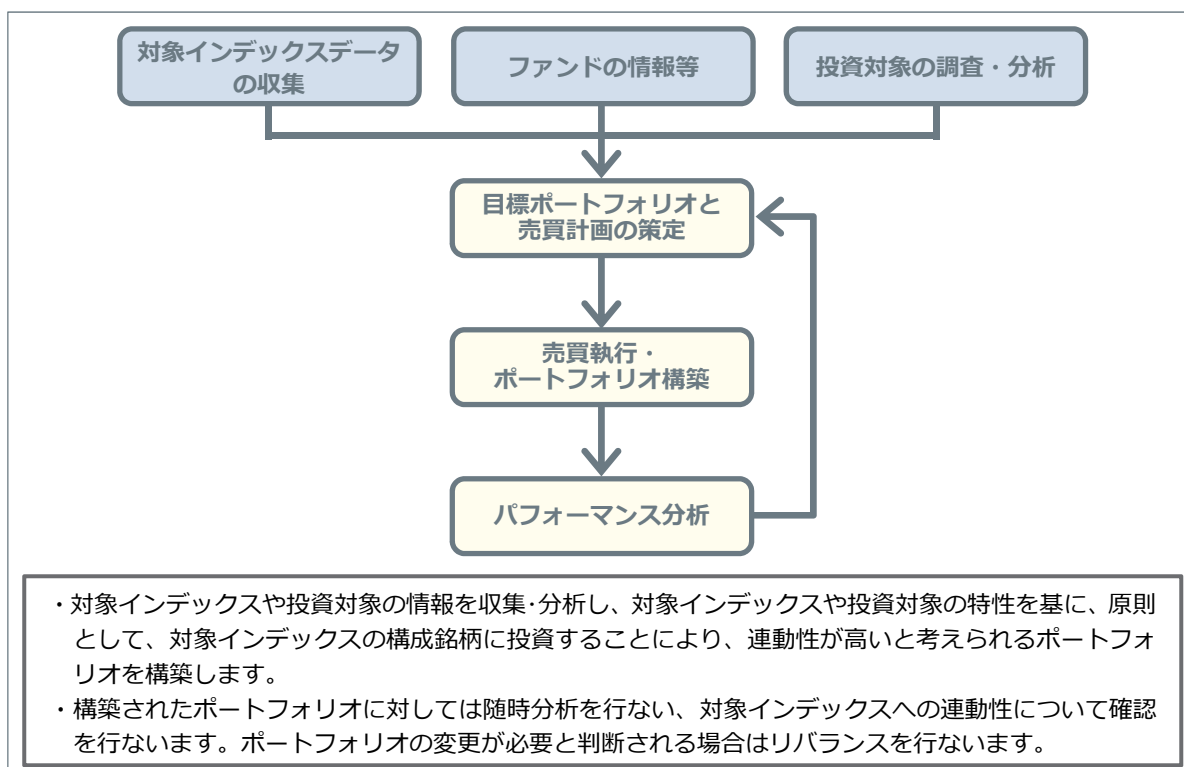 対象インデックスデータ
の収集
ファンドの情報等
投資対象の調査・分析
目標ポートフォリオと
売買計画の策定
売買執行・
ポートフォリオ構築
パフォーマンス分析
・対象インデックスや投資対象の情報を収集･分析し、対象インデックスや投資対象の特性を基に、原則
として、対象インデックスの構成銘柄に投資することにより、連動性が高いと考えられるポートフォ
リオを構築します。
・構築されたポートフォリオに対しては随時分析を行ない、対象インデックスへの連動性について確認
を行ないます。ポートフォリオの変更が必要と判断される場合はリバランスを行ないます。